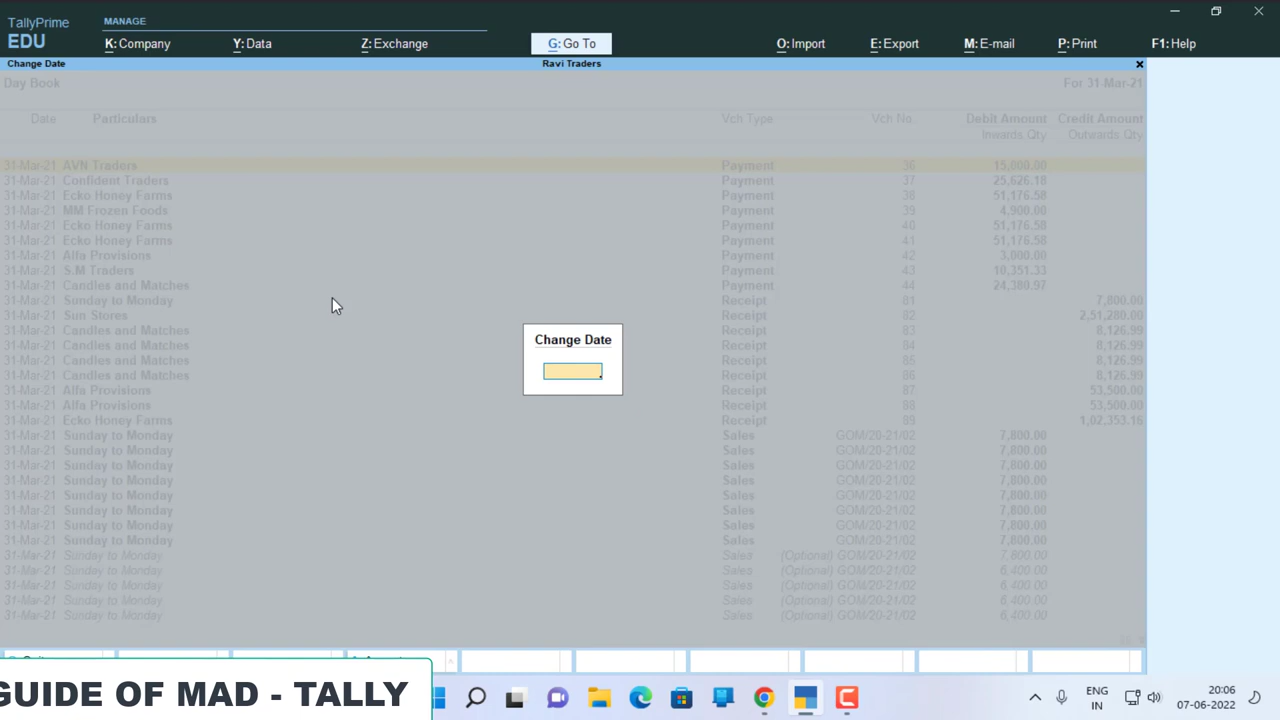 TallyPrime
EDU
MANAGE
K: Company Y: Data Z: Exchange G: Go To O: Import E: Export M: E-mail P: Print F1: Help
Change Date Ravi Traders
Day Book For 31-Mar-21
Date Particulars Vch Type Vch No. Debit Amount Credit Amount
Inwards Qty Outwards Qty
31-Mar-21 AVN Traders Payment 36 15,000.00
31-Mar-21 Confident Traders Payment 37 25,626.18
31-Mar-21 Ecko Honey Farms Payment 38 51,176.58
31-Mar-21 MM Frozen Foods Payment 39 4,900.00
31-Mar-21 Ecko Honey Farms Payment 40 51,176.58
31-Mar-21 Ecko Honey Farms Payment 41 51,176.58
31-Mar-21 Alfa Provisions Payment 42 3,000.00
31-Mar-21 S.M Traders Payment 43 10,351.33
31-Mar-21 Candles and Matches Payment 44 24,380.97
31-Mar-21 Sunday to Monday Receipt 81 7,800.00
31-Mar-21 Sun Stores Receipt 82 2,51,280.00
31-Mar-21 Candles and Matches Receipt 83 8,126.99
31-Mar-21 Candles and Matches Receipt 84 8,126.99
31-Mar-21 Candles and Matches Receipt 85 8,126.99
31-Mar-21 Candles and Matches Receipt 86 8,126.99
31-Mar-21 Alfa Provisions Receipt 87 53,500.00
31-Mar-21 Alfa Provisions Receipt 88 53,500.00
31-Mar-21 Ecko Honey Farms Receipt 89 1,02,353.16
31-Mar-21 Sunday to Monday Sales GOM/20-21/02 7,800.00
31-Mar-21 Sunday to Monday Sales GOM/20-21/02 7,800.00
31-Mar-21 Sunday to Monday Sales GOM/20-21/02 7,800.00
31-Mar-21 Sunday to Monday Sales GOM/20-21/02 7,800.00
31-Mar-21 Sunday to Monday Sales GOM/20-21/02 7,800.00
31-Mar-21 Sunday to Monday Sales GOM/20-21/02 7,800.00
31-Mar-21 Sunday to Monday Sales GOM/20-21/02 7,800.00
31-Mar-21 Sunday to Monday Sales GOM/20-21/02 7,800.00
31-Mar-21 Sunday to Monday Sales (Optional) GOM/20-21/02 7,800.00
31-Mar-21 Sunday to Monday Sales (Optional) GOM/20-21/02 6,400.00
31-Mar-21 Sunday to Monday Sales (Optional) GOM/20-21/02 6,400.00
31-Mar-21 Sunday to Monday Sales (Optional) GOM/20-21/02 6,400.00
31-Mar-21 Sunday to Monday Sales (Optional) GOM/20-21/02 6,400.00
Change Date
GUIDE OF MAD - TALLY
ENG
IN
20:06
07-06-2022